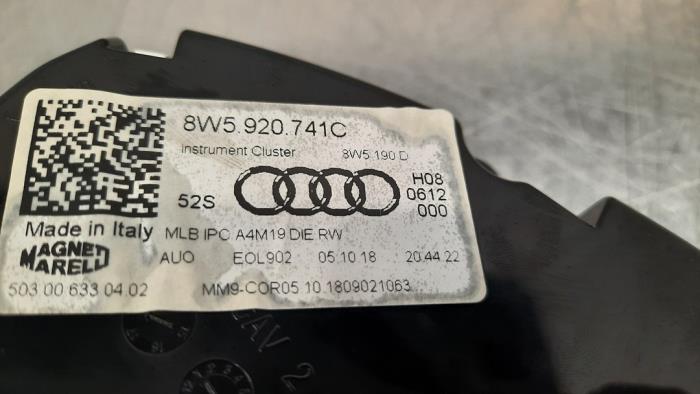 8W5.920.741C
Instrument Cluster 8W5 190 D
52S
H08
0612
000
Made in Italy MLB IPC A4M19 DIE RW
MAGNETI
MARELLI
AUO EOL902 05.10.18 20:44:22
503 00 633 04.02 MM9-COR05.10.1809021063